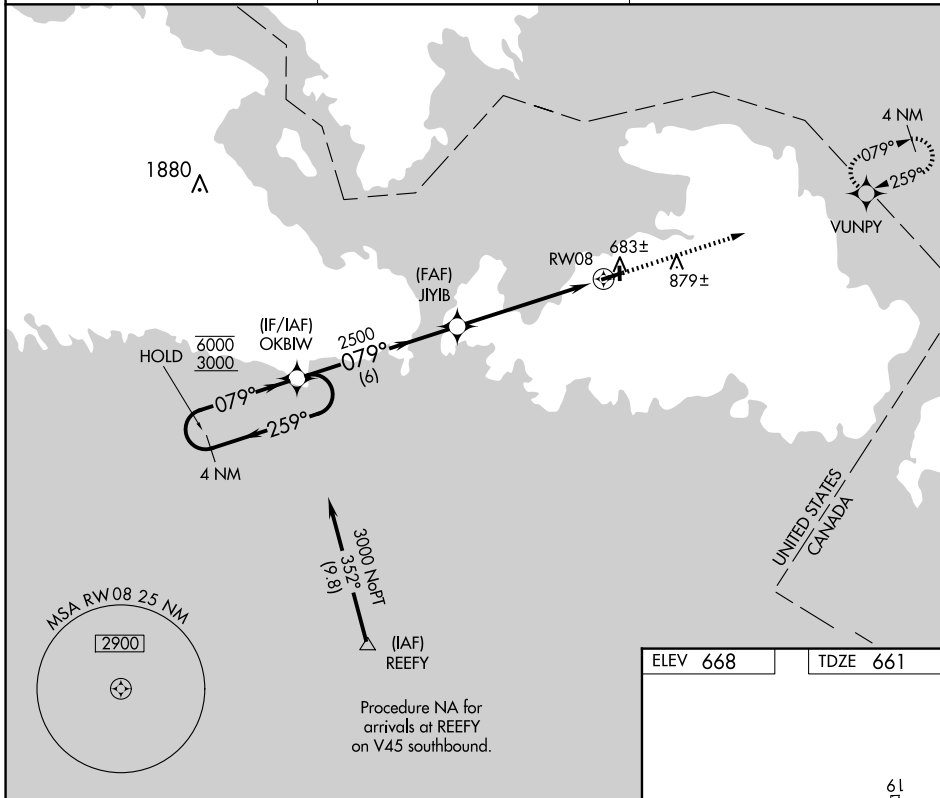 4 NM
079°
259°
VUNPY
1880
RW08
683±
879±
(FAF)
JIYIB
(IF/IAF)
OKBIW
6000
3000
HOLD
2500
079°
(6)
079°
259°
4 NM
UNITED STATES
CANADA
3000 NoPT
352°
(9.8)
(IAF)
REEFY
MSA RW08 25 NM
2900
Procedure NA for
arrivals at REEFY
on V45 southbound.
ELEV 668
TDZE 661
61